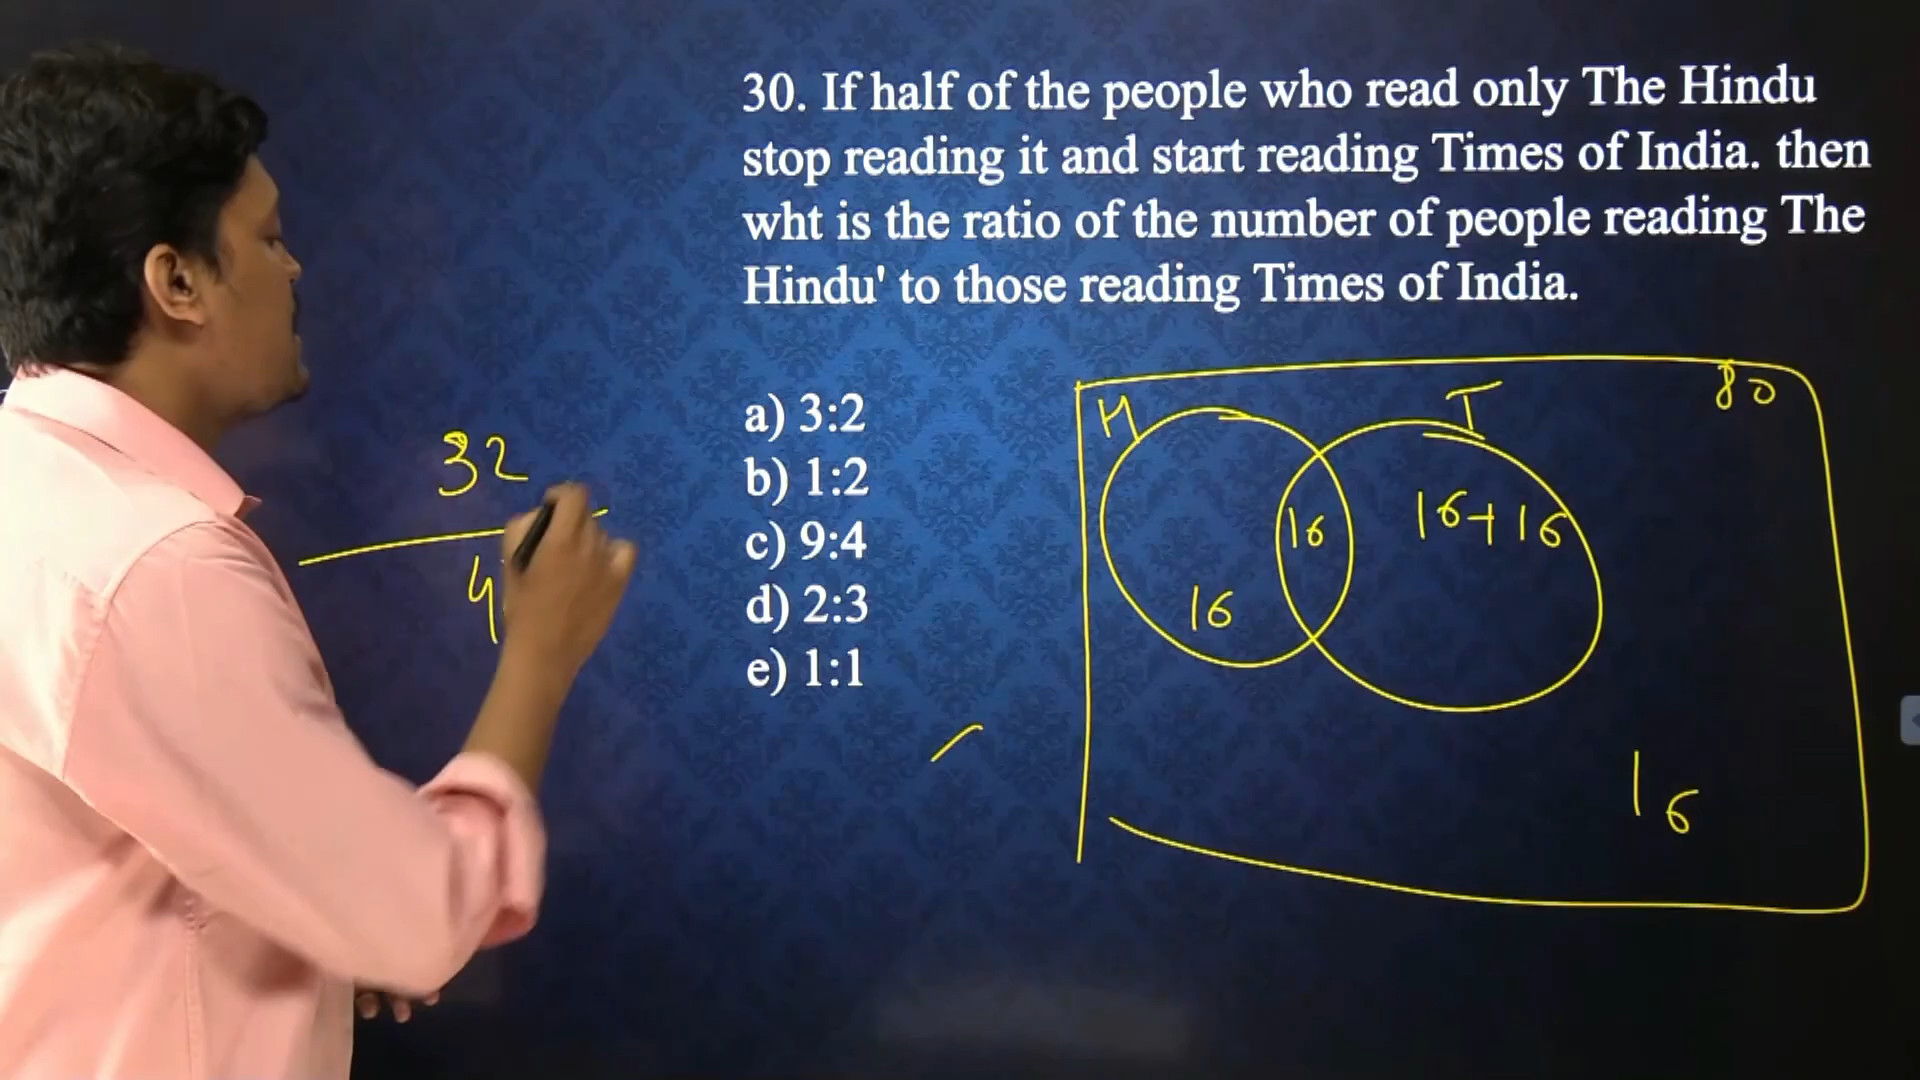 30. If half of the people who read only The Hindu
stop reading it and start reading Times of India. then
wht is the ratio of the number of people reading The
Hindu' to those reading Times of India.
a) 3:2
b) 1:2
c) 9:4
d) 2:3
e) 1:1
32
4
H
T
80
16
16+16
16
16